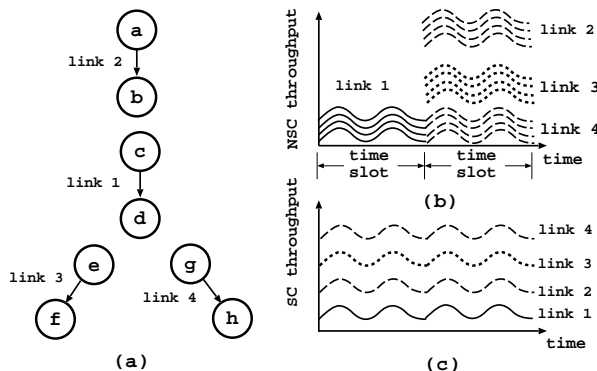 a
link 2
b
c
link 1
d
e
g
link 3
link 4
f
h
(a)
NSC throughput
link 1
link 2
link 3
link 4
time slot
time slot
time
(b)
SC throughput
link 4
link 3
link 2
link 1
time
(c)